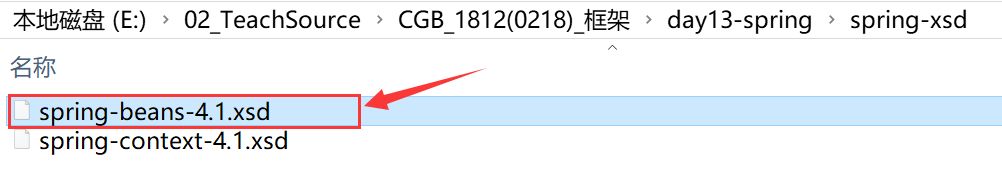 本地磁盘 (E:) › 02_TeachSource › CGB_1812(0218)_框架 › day13-spring › spring-xsd
名称
spring-beans-4.1.xsd
spring-context-4.1.xsd